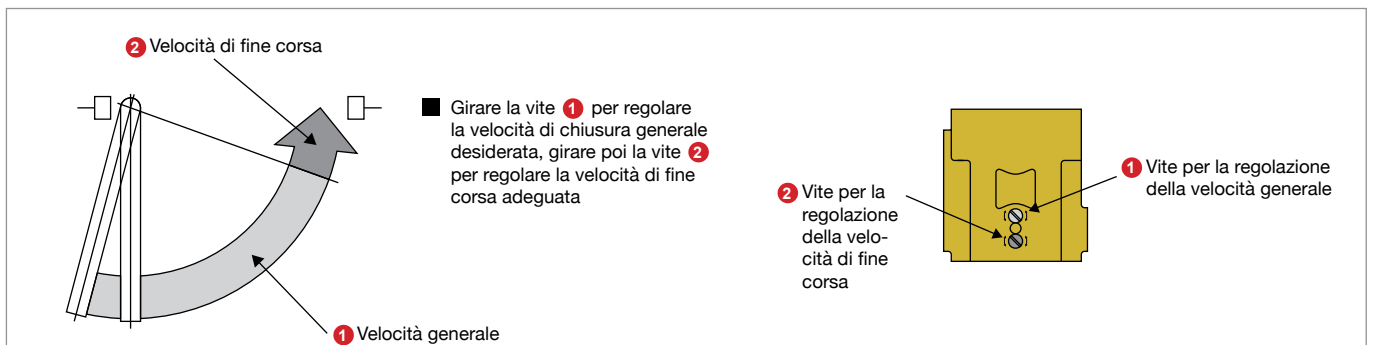 2 Velocità di fine corsa
Girare la vite 1 per regolare
la velocità di chiusura generale
desiderata, girare poi la vite 2
per regolare la velocità di fine
corsa adeguata
1 Velocità generale
2 Vite per la
regolazione
della velo-
cità di fine
corsa
1 Vite per la regolazione
della velocità generale